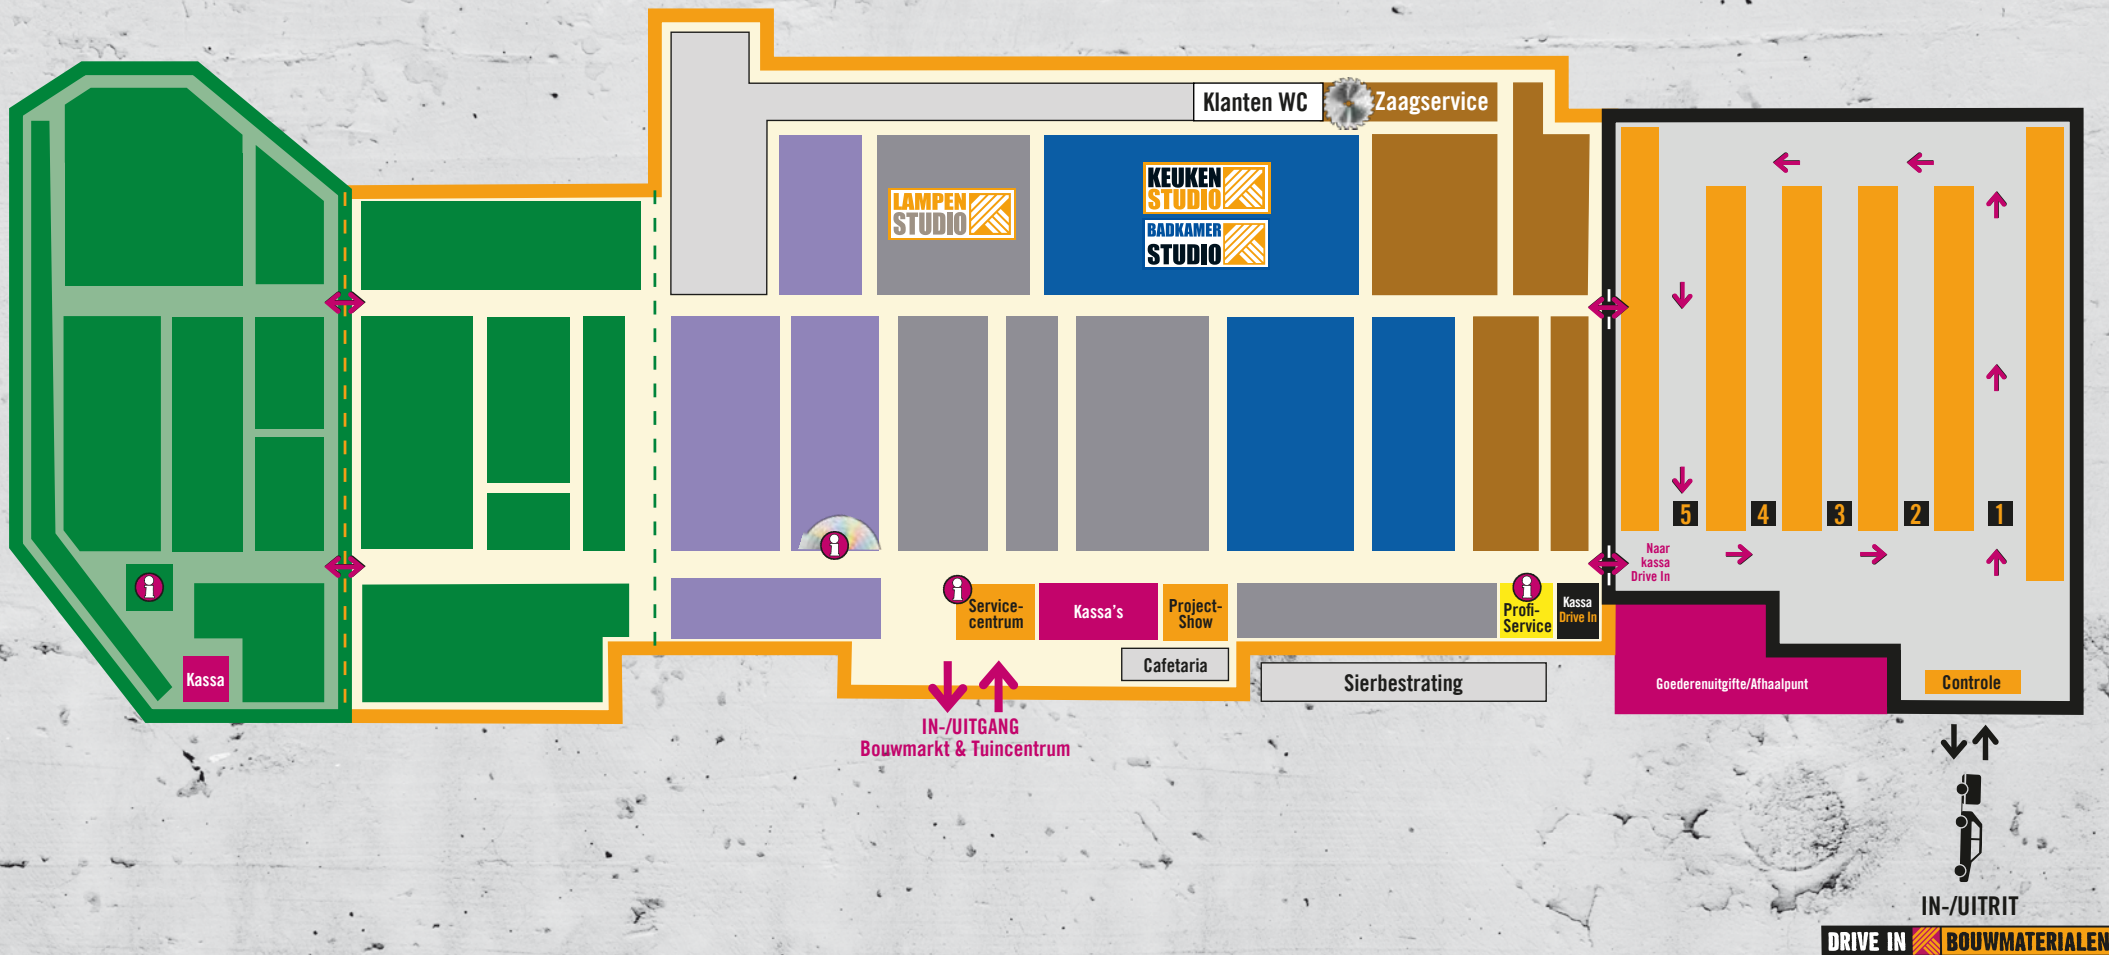 Klanten WC
Zaagservice
LAMPEN
STUDIO
KEUKEN
STUDIO
BADKAMER
STUDIO
5
4
3
2
1
Naar
kassa
Drive In
i
i
i
i
Service-
centrum
Kassa's
Project-
Show
Profi-
Service
Kassa
Drive In
Kassa
Cafetaria
Sierbestrating
Goederenuitgifte/Afhaalpunt
Controle
IN-/UITGANG
Bouwmarkt & Tuincentrum
IN-/UITRIT
DRIVE IN BOUWMATERIALEN